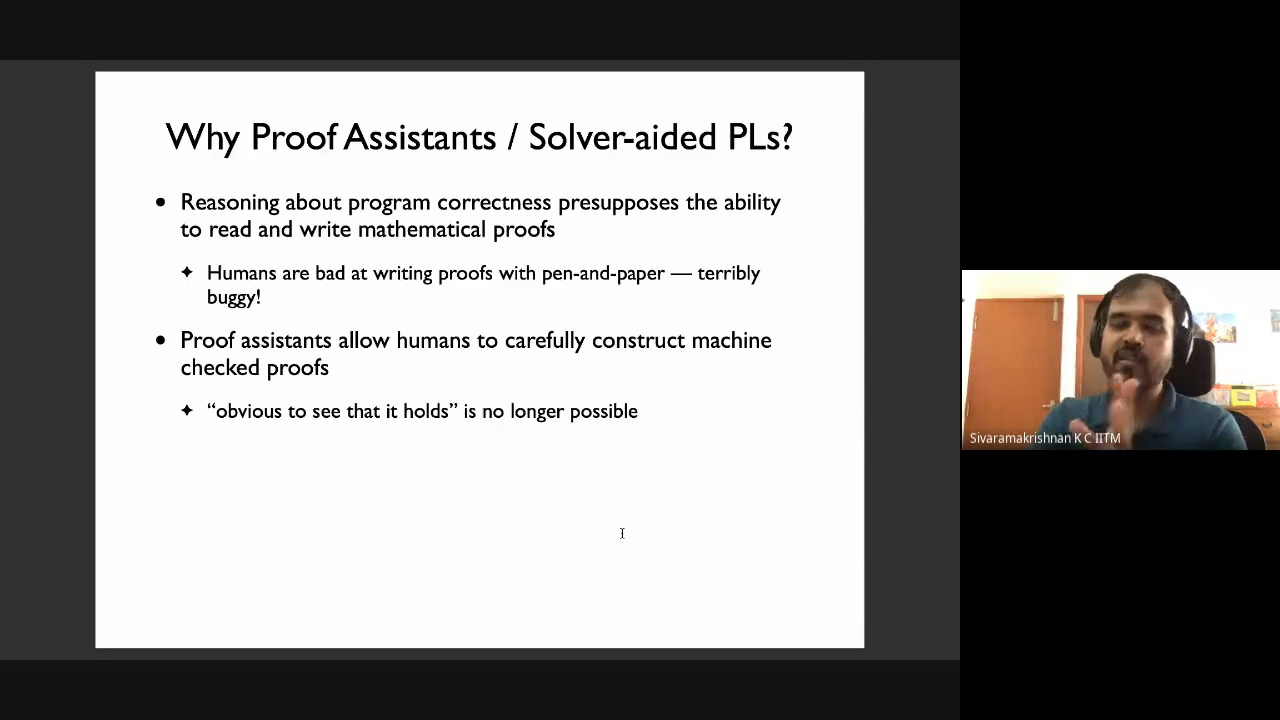 Why Proof Assistants / Solver-aided PLs?
• Reasoning about program correctness presupposes the ability
to read and write mathematical proofs
✦ Humans are bad at writing proofs with pen-and-paper — terribly
buggy!
• Proof assistants allow humans to carefully construct machine
checked proofs
✦ “obvious to see that it holds” is no longer possible
Sivaramakrishnan K C IITM